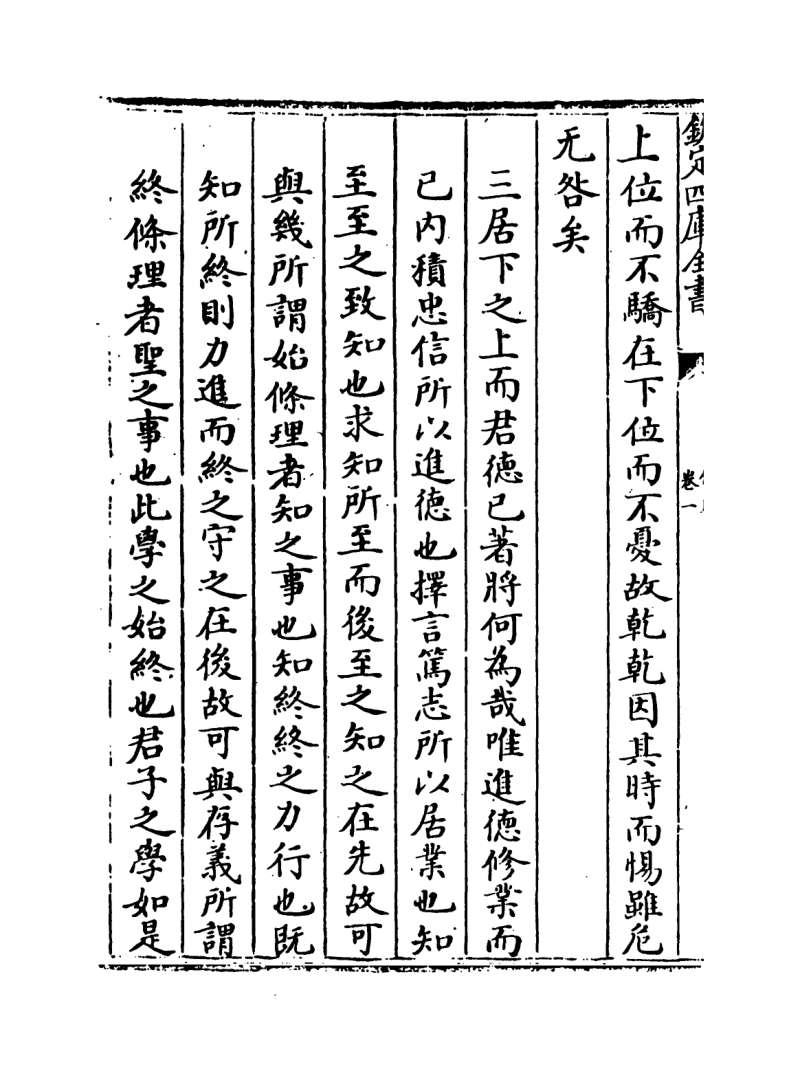 欽定四庫全書
卷一
上位而不驕在下位而不憂故乾乾因其時而惕雖危
无咎矣
三居下之上而君德已著將何為哉唯進德修業而
已内積忠信所以進德也擇言篤志所以居業也知
至至之致知也求知所至而後至之知之在先故可
與幾所謂始條理者知之事也知終終之力行也既
知所終則力進而終之守之在後故可與存義所謂
終條理者聖之事也此學之始終也君子之學如是